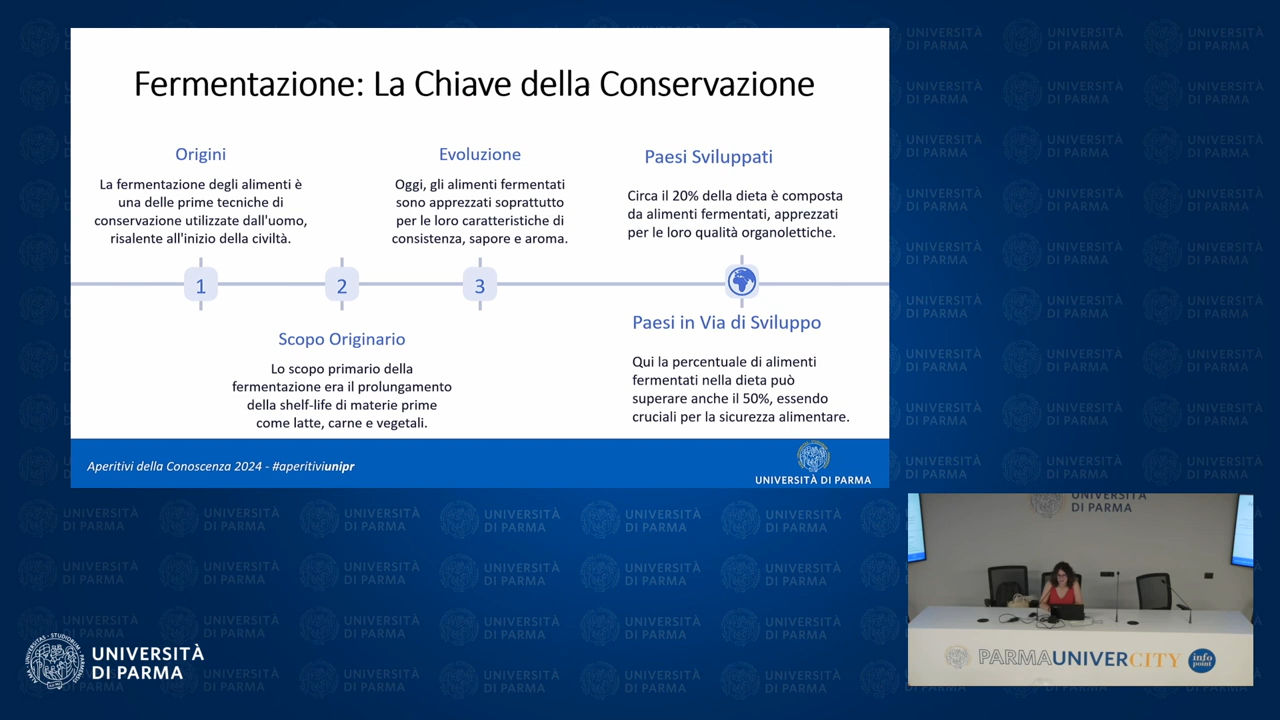 Fermentazione: La Chiave della Conservazione
Origini
La fermentazione degli alimenti è
una delle prime tecniche di
conservazione utilizzate dall'uomo,
risalente all'inizio della civiltà.
Evoluzione
Oggi, gli alimenti fermentati
sono apprezzati soprattutto
per le loro caratteristiche di
consistenza, sapore e aroma.
Paesi Sviluppati
Circa il 20% della dieta è composta
da alimenti fermentati, apprezzati
per le loro qualità organolettiche.
1
2
3
Scopo Originario
Lo scopo primario della
fermentazione era il prolungamento
della shelf-life di materie prime
come latte, carne e vegetali.
Paesi in Via di Sviluppo
Qui la percentuale di alimenti
fermentati nella dieta può
superare anche il 50%, essendo
cruciali per la sicurezza alimentare.
Aperitivi della Conoscenza 2024 - #aperitiviunipr
UNIVERSITÀ DI PARMA
UNIVERSITÀ
DI PARMA
PARMAUNIVERCITY info
point
UNIVERSITÀ
DI PARMA